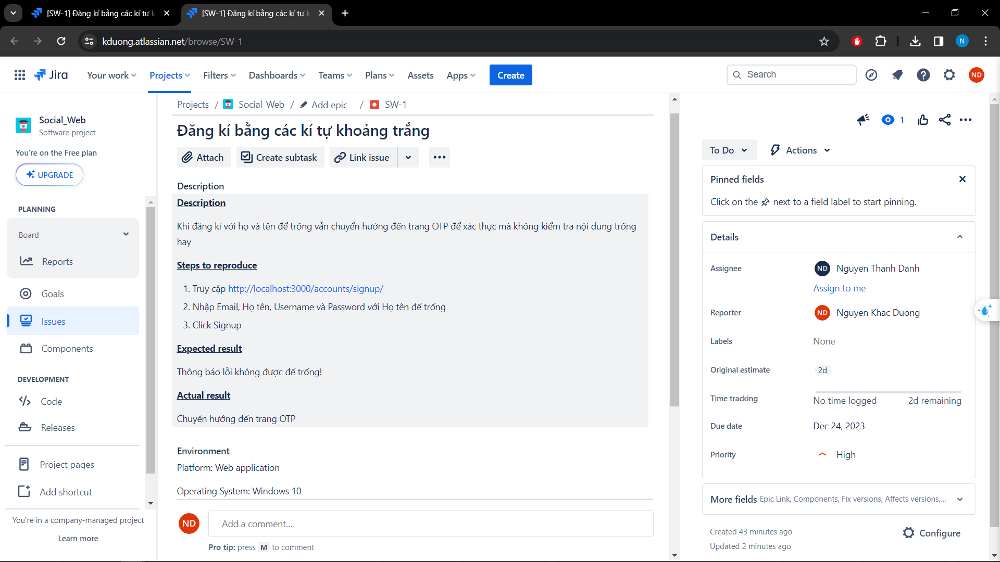 [SW-1] Đăng kí bằng các kí tự k
[SW-1] Đăng kí bằng các kí tự k
kduong.atlassian.net/browse/SW-1
N
Jira
Your work
Projects
Filters
Dashboards
Teams
Plans
Assets
Apps
Create
Search
ND
Social_Web
Software project
You're on the Free plan
UPGRADE
PLANNING
Board
Reports
Goals
Issues
Components
DEVELOPMENT
Code
Releases
Project pages
Add shortcut
You're in a company-managed project
Learn more
Projects / Social_Web / Add epic / SW-1
Đăng kí bằng các kí tự khoảng trắng
Attach
Create subtask
Link issue
Description
Description
Khi đăng kí với họ và tên để trống vẫn chuyển hướng đến trang OTP để xác thực mà không kiểm tra nội dung trống
hay
Steps to reproduce
1. Truy cập http://localhost:3000/accounts/signup/
2. Nhập Email, Họ tên, Username và Password với Họ tên để trống
3. Click Signup
Expected result
Thông báo lỗi không được để trống!
Actual result
Chuyển hướng đến trang OTP
Environment
Platform: Web application
Operating System: Windows 10
ND
Add a comment...
Pro tip: press M to comment
1
To Do
Actions
Pinned fields
Click on the next to a field label to start pinning.
Details
Assignee
ND Nguyen Thanh Danh
Assign to me
Reporter
ND Nguyen Khac Duong
Labels
None
Original estimate
2d
Time tracking
No time logged
2d remaining
Due date
Dec 24, 2023
Priority
High
More fields Epic Link, Components, Fix versions, Affects versions,...
Created 43 minutes ago
Updated 2 minutes ago
Configure